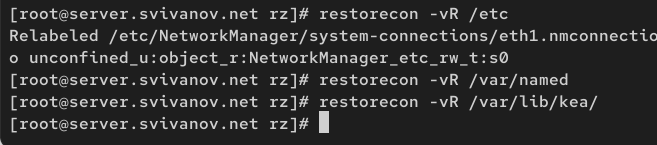 [root@server.svivanov.net rz]# restorecon -vR /etc
Relabeled /etc/NetworkManager/system-connections/eth1.nmconnectio
o unconfined_u:object_r:NetworkManager_etc_rw_t:s0
[root@server.svivanov.net rz]# restorecon -vR /var/named
[root@server.svivanov.net rz]# restorecon -vR /var/lib/kea/
[root@server.svivanov.net rz]#